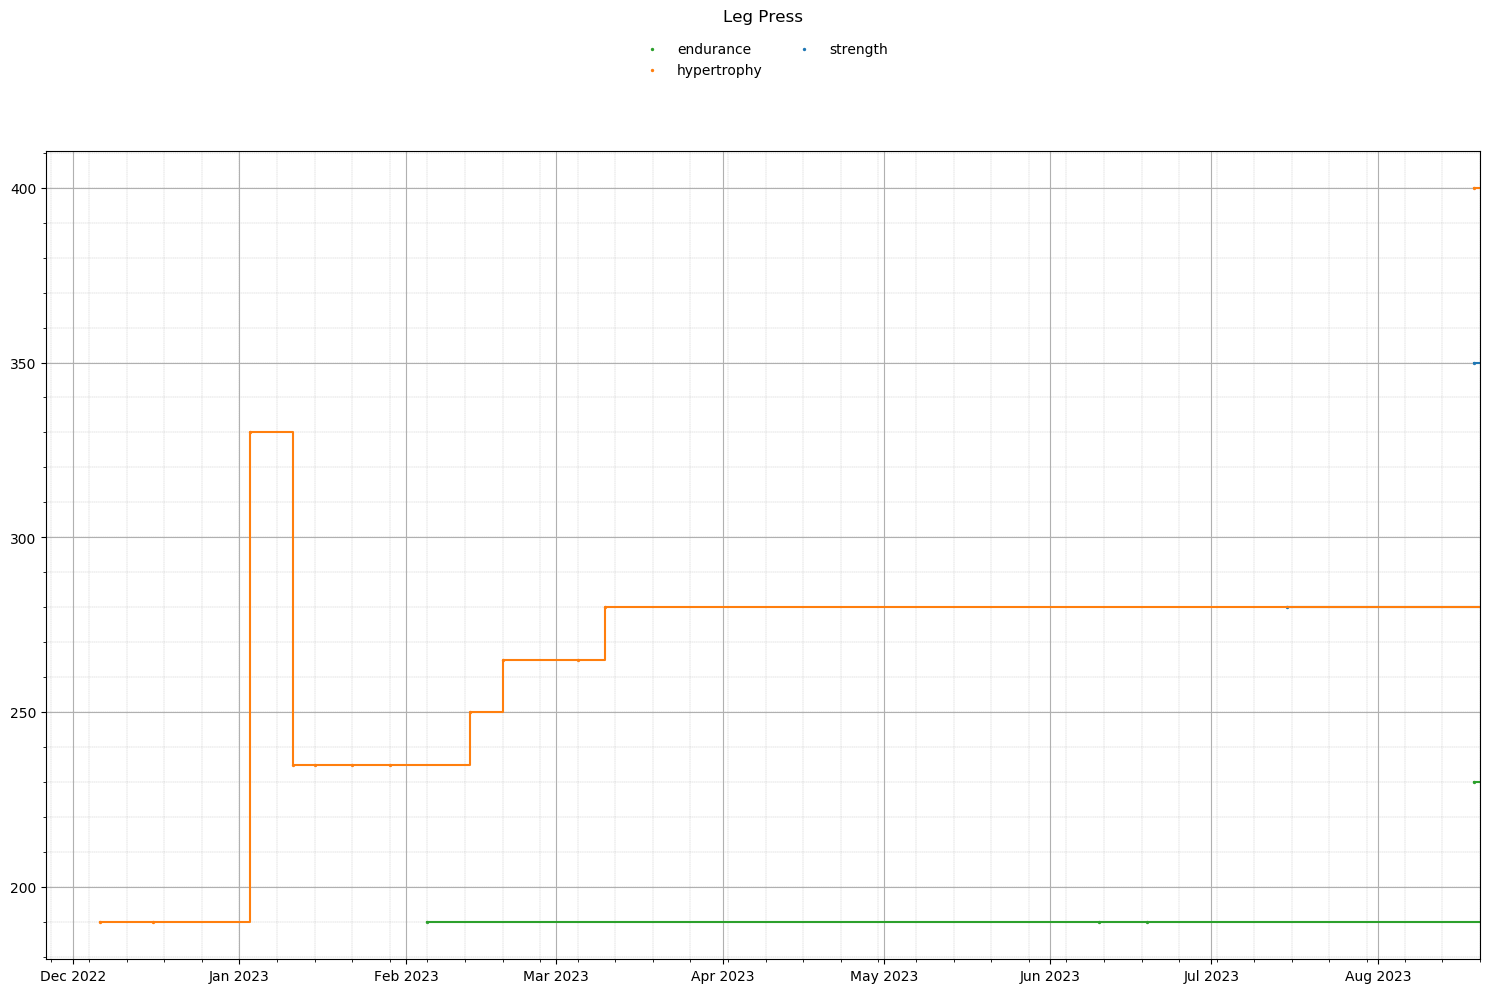 Leg Press
endurance
strength
hypertrophy
400
350
300
250
200
Dec 2022
Jan 2023
Feb 2023
Mar 2023
Apr 2023
May 2023
Jun 2023
Jul 2023
Aug 2023